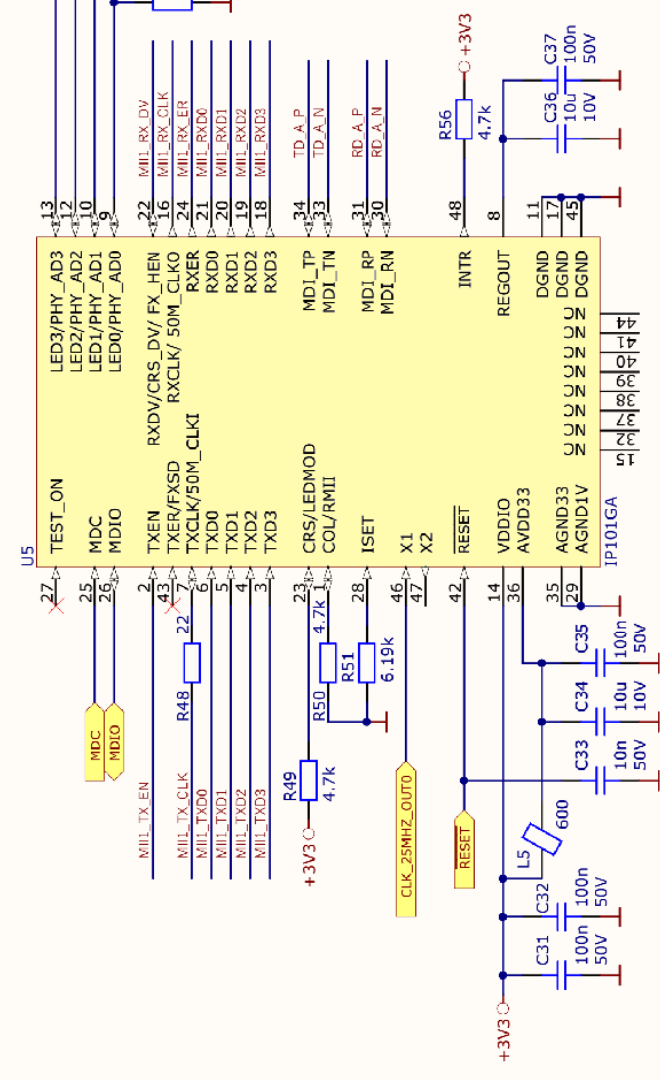 U5
27 TEST_ON LED3/PHY_AD3 13
LED2/PHY_AD2 12
MDC 25 MDC LED1/PHY_AD1 10
MDIO 26 MDIO LED0/PHY_AD0 9
MII1_TX_EN 2 TXEN RXDV/CRS_DV/ FX_HEN 22 MII1_RX_DV
43 TXER/FXSD RXCLK/ 50M_CLKO 16 MII1_RX_CLK
MII1_TX_CLK R48 22 7 TXCLK/50M_CLKI RXER 24 MII1_RX_ER
MII1_TXD0 6 TXD0 RXD0 21 MII1_RXD0
MII1_TXD1 5 TXD1 RXD1 20 MII1_RXD1
MII1_TXD2 4 TXD2 RXD2 19 MII1_RXD2
MII1_TXD3 3 TXD3 RXD3 18 MII1_RXD3
+3V3 R49 4.7k 23 CRS/LEDMOD MDI_TP 34 TD_A_P
R50 4.7k 1 COL/RMII MDI_TN 33 TD_A_N
R51 6.19k 28 ISET MDI_RP 31 RD_A_P
MDI_RN 30 RD_A_N
CLK_25MHZ_OUT0 46 X1
47 X2
RESET 42 RESET INTR 48 R56 4.7k +3V3
+3V3 14 VDDIO REGOUT 8
L5 600 36 AVDD33
DGND 11
35 AGND33 DGND 17
29 AGND1V DGND 45
C31 100n 50V
C32 100n 50V
C33 10n 50V
C34 10u 10V
C35 100n 50V
C36 10u 10V
C37 100n 50V
NC NC NC NC NC NC NC NC
15 32 37 38 39 40 41 44
IP101GA